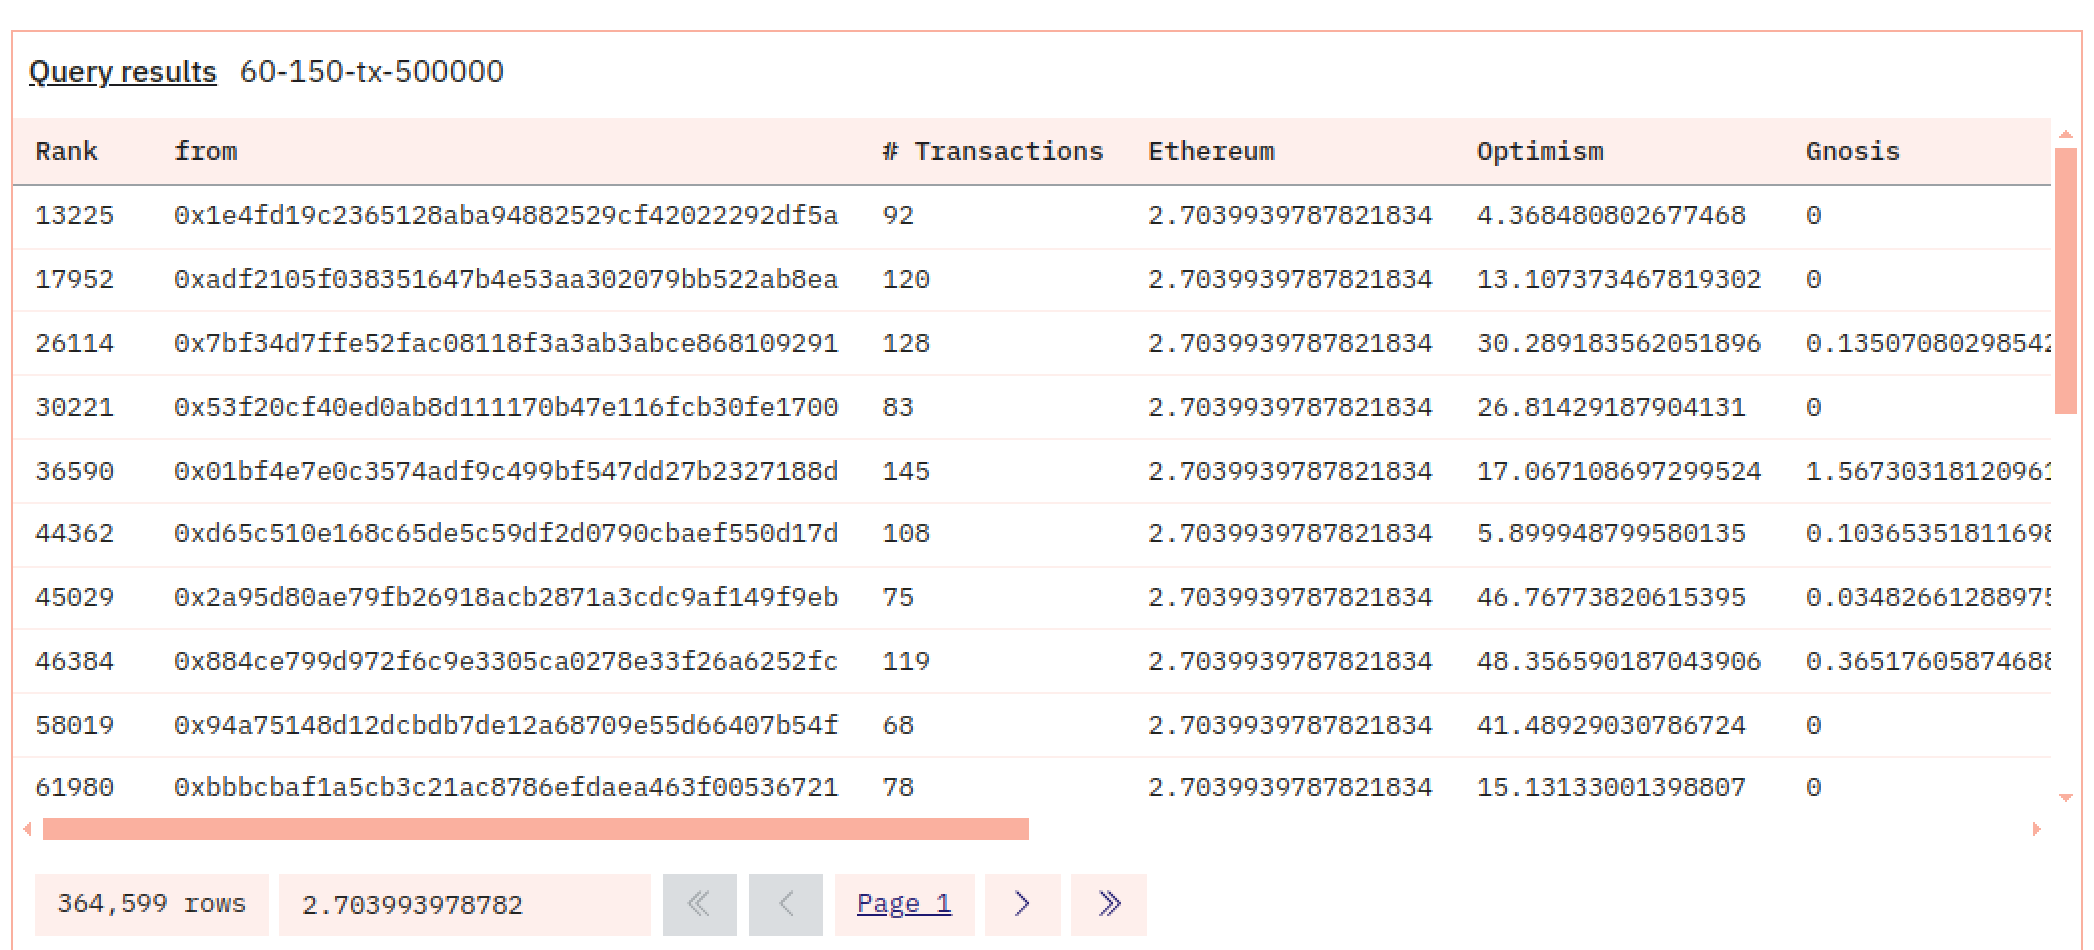 Query results 60-150-tx-500000
Rank from # Transactions Ethereum Optimism Gnosis
13225 0x1e4fd19c2365128aba94882529cf42022292df5a 92 2.7039939787821834 4.368480802677468 0
17952 0xadf2105f038351647b4e53aa302079bb522ab8ea 120 2.7039939787821834 13.107373467819302 0
26114 0x7bf34d7ffe52fac08118f3a3ab3abce868109291 128 2.7039939787821834 30.289183562051896 0.13507080298542
30221 0x53f20cf40ed0ab8d111170b47e116fcb30fe1700 83 2.7039939787821834 26.81429187904131 0
36590 0x01bf4e7e0c3574adf9c499bf547dd27b2327188d 145 2.7039939787821834 17.067108697299524 1.56730318120961
44362 0xd65c510e168c65de5c59df2d0790cbaef550d17d 108 2.7039939787821834 5.899948799580135 0.10365351811698
45029 0x2a95d80ae79fb26918acb2871a3cdc9af149f9eb 75 2.7039939787821834 46.76773820615395 0.03482661288975
46384 0x884ce799d972f6c9e3305ca0278e33f26a6252fc 119 2.7039939787821834 48.356590187043906 0.36517605874688
58019 0x94a75148d12dcbdb7de12a68709e55d66407b54f 68 2.7039939787821834 41.48929030786724 0
61980 0xbbbcbaf1a5cb3c21ac8786efdaea463f00536721 78 2.7039939787821834 15.13133001398807 0
364,599 rows 2.703993978782 Page 1